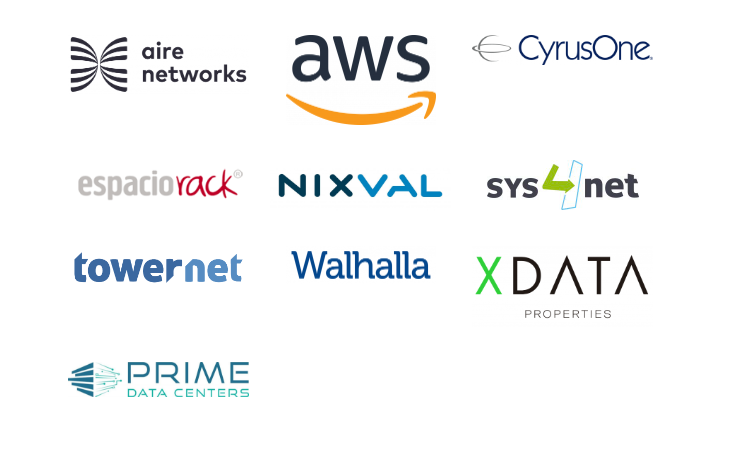 aire
networks
aws
CyrusOne.
espaciorack®
NIXVAL
sys4net
towernet
Walhalla
XDATA
PROPERTIES
PRIME
DATA CENTERS